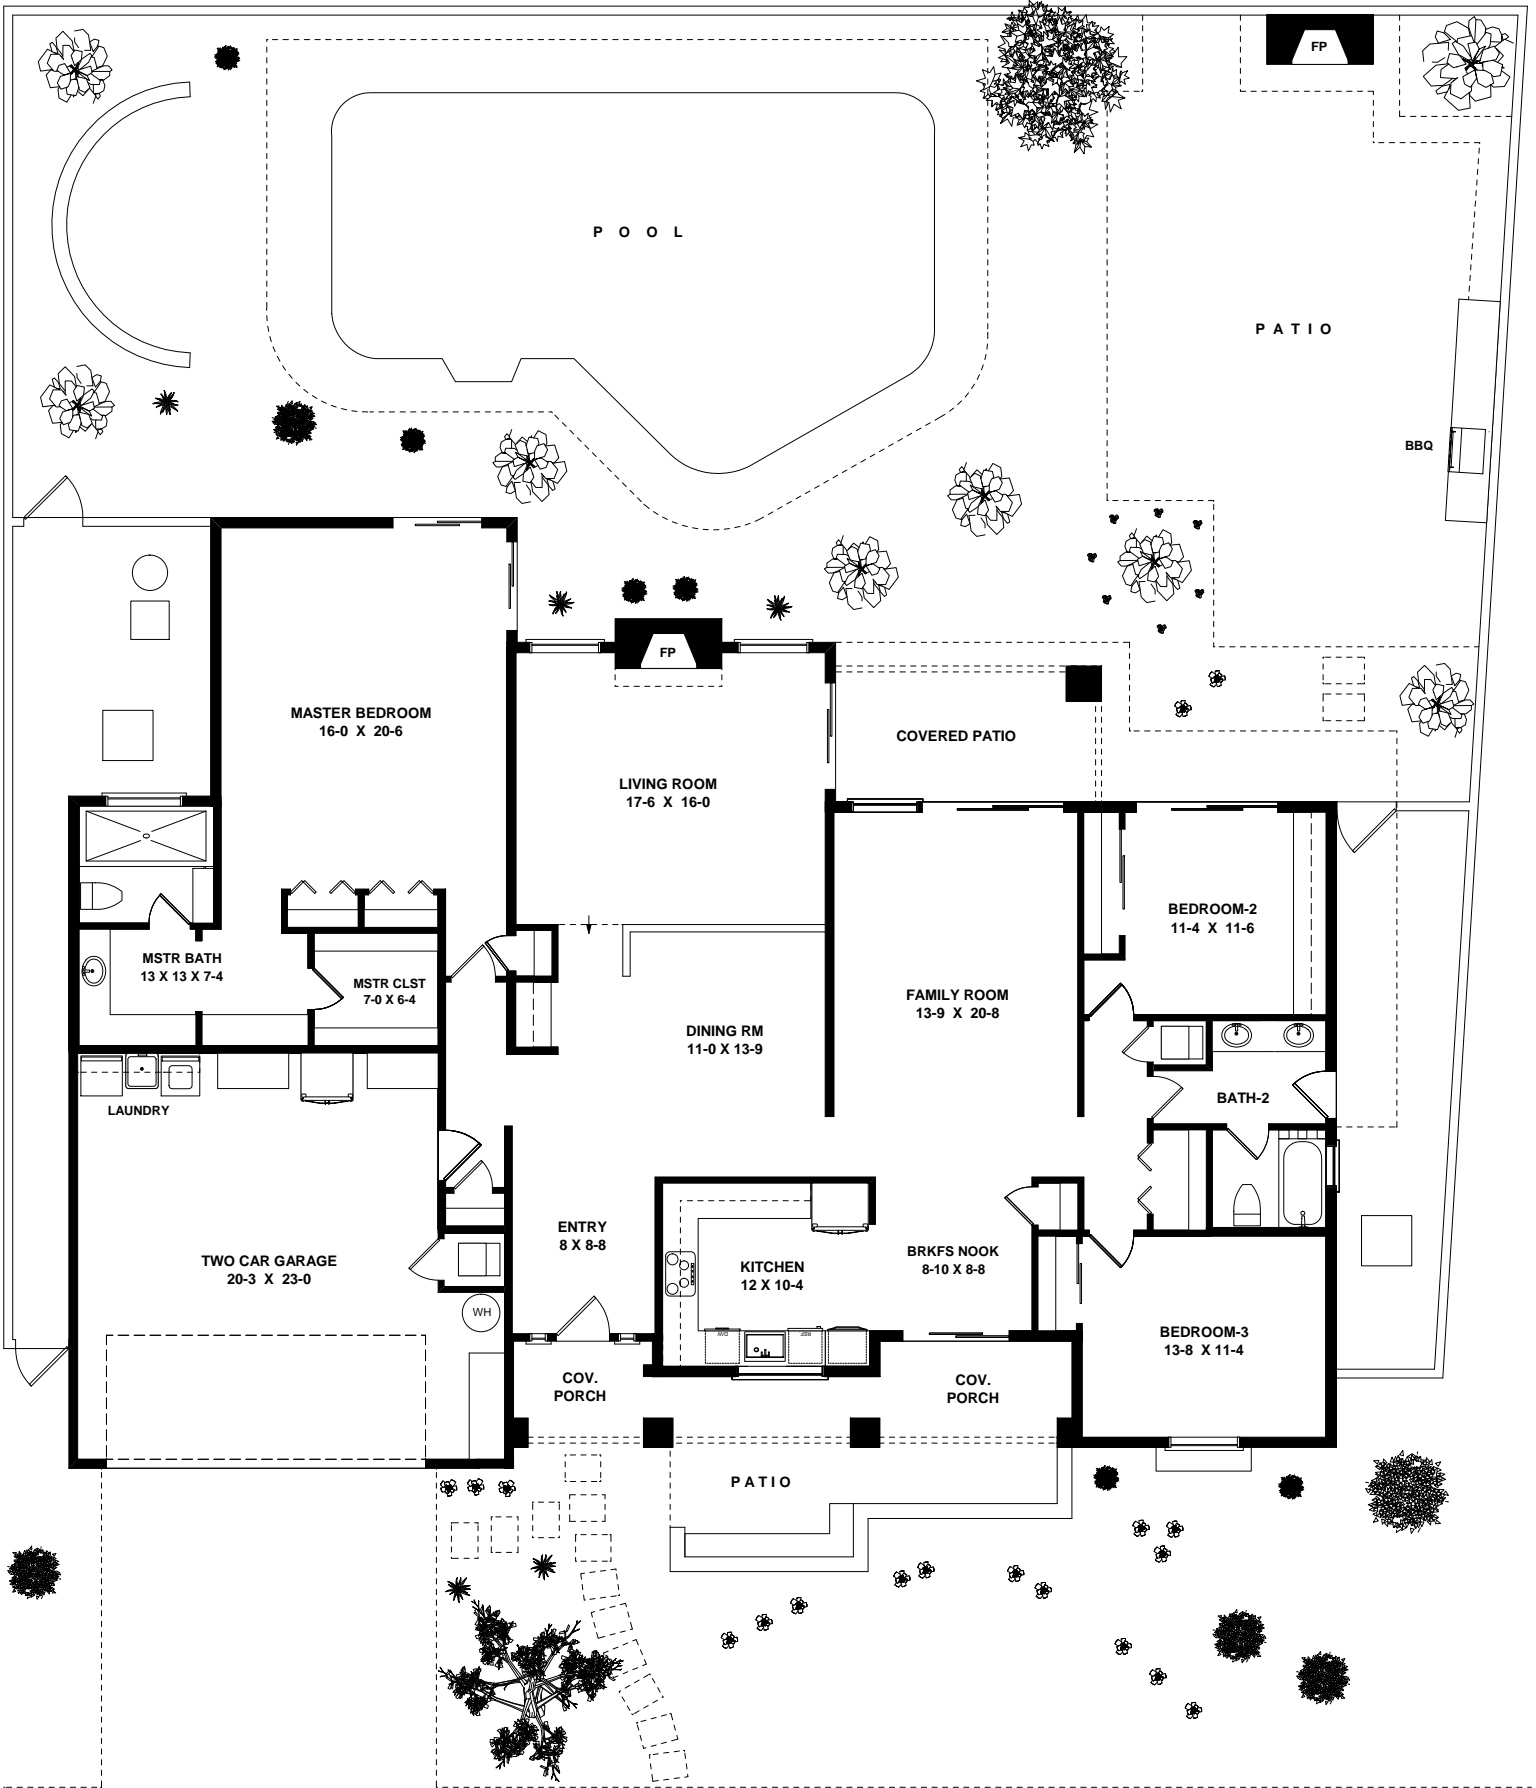 FP
P O O L
P A T I O
BBQ
FP
MASTER BEDROOM
16-0 X 20-6
COVERED PATIO
LIVING ROOM
17-6 X 16-0
BEDROOM-2
11-4 X 11-6
MSTR BATH
13 X 13 X 7-4
MSTR CLST
7-0 X 6-4
FAMILY ROOM
13-9 X 20-8
DINING RM
11-0 X 13-9
LAUNDRY
BATH-2
ENTRY
8 X 8-8
TWO CAR GARAGE
20-3 X 23-0
KITCHEN
12 X 10-4
BRKFS NOOK
8-10 X 8-8
WH
BEDROOM-3
13-8 X 11-4
DW
REF
COV.
PORCH
COV.
PORCH
PATIO